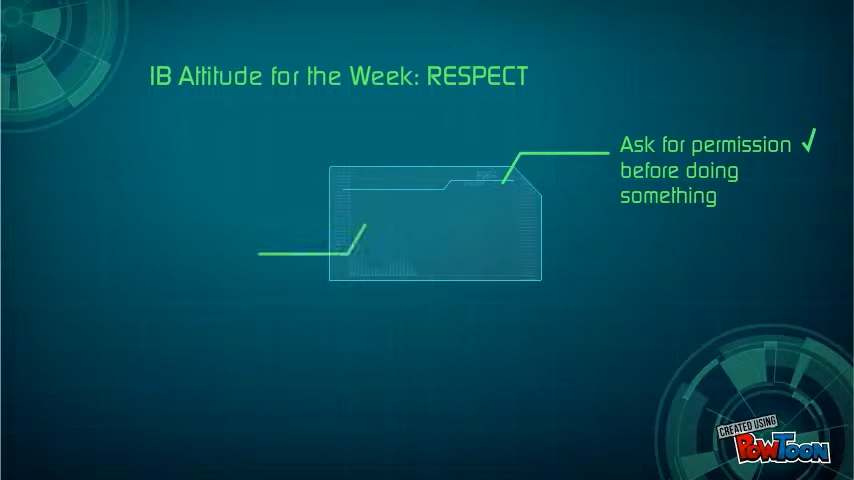 IB Attitude for the Week: RESPECT
Ask for permission ✓
before doing
something
CREATED USING
POWTOON